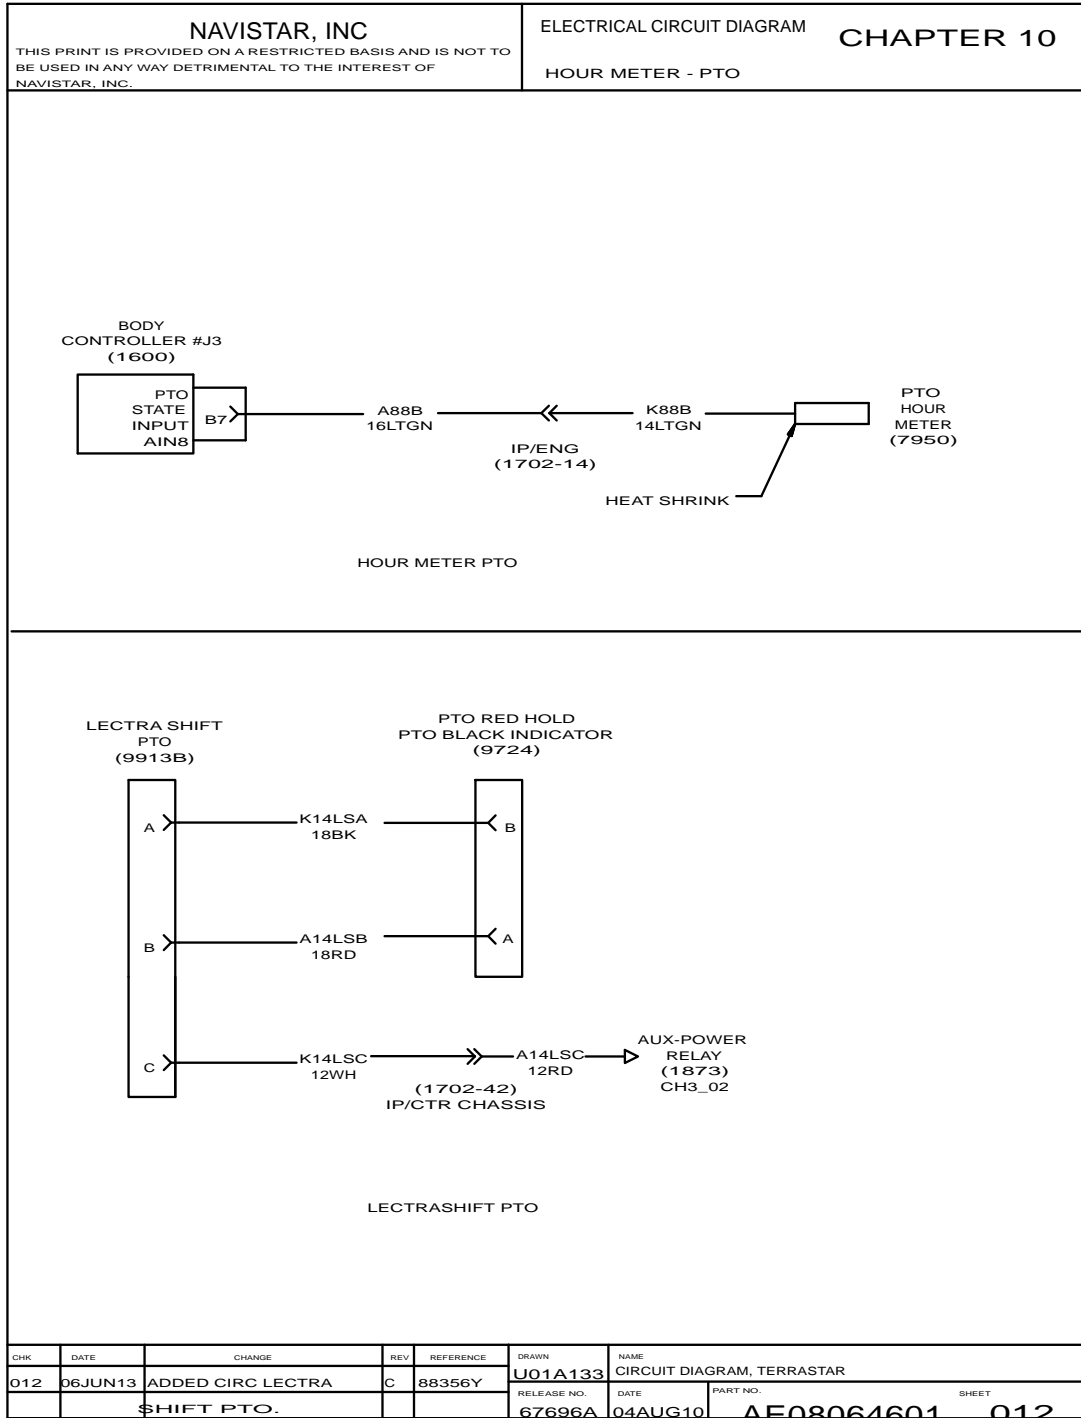 NAVISTAR, INC
THIS PRINT IS PROVIDED ON A RESTRICTED BASIS AND IS NOT TO
BE USED IN ANY WAY DETRIMENTAL TO THE INTEREST OF
NAVISTAR, INC.
ELECTRICAL CIRCUIT DIAGRAM
CHAPTER 10
HOUR METER - PTO
BODY
CONTROLLER #J3
(1600)
PTO
STATE
INPUT
AIN8
B7
A88B
16LTGN
IP/ENG
(1702-14)
K88B
14LTGN
PTO
HOUR
METER
(7950)
HEAT SHRINK
HOUR METER PTO
LECTRA SHIFT
PTO
(9913B)
PTO RED HOLD
PTO BLACK INDICATOR
(9724)
A
K14LSA
18BK
B
B
A14LSB
18RD
A
C
K14LSC
12WH
(1702-42)
IP/CTR CHASSIS
A14LSC
12RD
AUX-POWER
RELAY
(1873)
CH3_02
LECTRASHIFT PTO
CHK DATE CHANGE REV REFERENCE
012 06JUN13 ADDED CIRC LECTRA C 88356Y
SHIFT PTO.
DRAWN NAME
U01A133 CIRCUIT DIAGRAM, TERRASTAR
RELEASE NO. DATE PART NO. SHEET
67696A 04AUG10 AE08064601 012